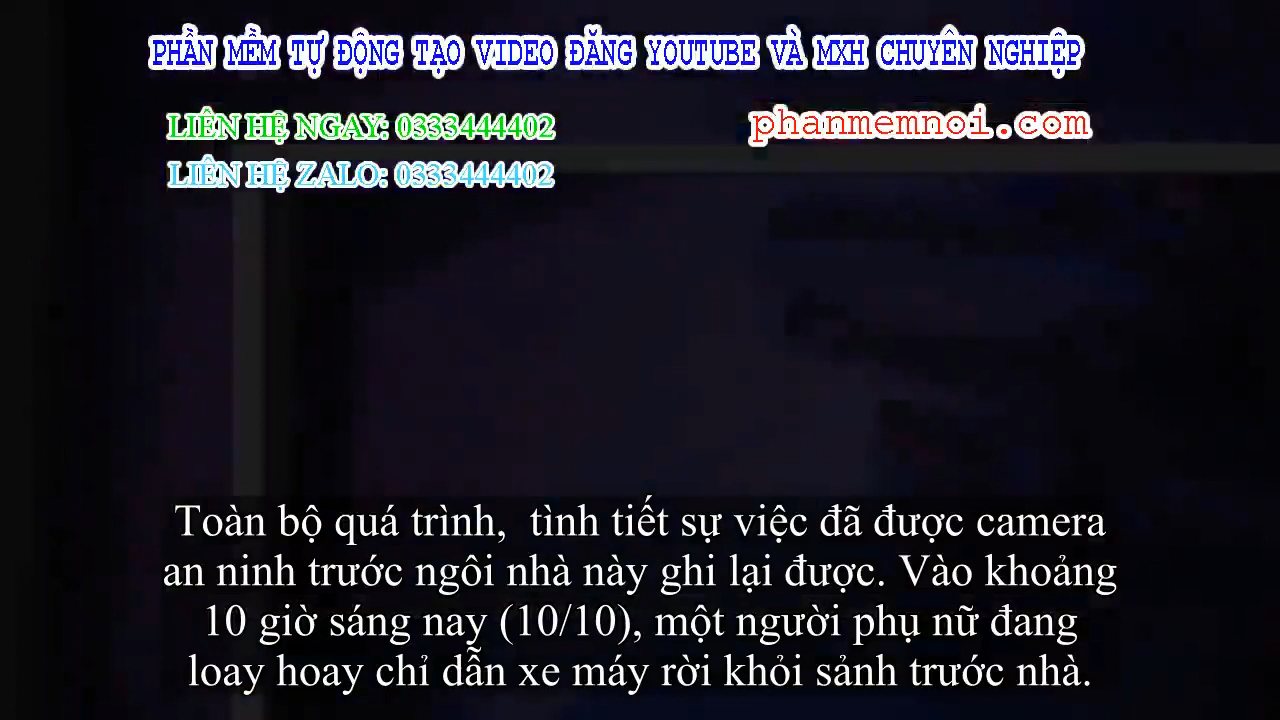 PHẦN MỀM TỰ ĐỘNG TẠO VIDEO ĐĂNG YOUTUBE VÀ MXH CHUYÊN NGHIỆP
LIÊN HỆ NGAY: 0333444402
phanmemnoi.com
LIÊN HỆ ZALO: 0333444402
Toàn bộ quá trình, tình tiết sự việc đã được camera
an ninh trước ngôi nhà này ghi lại được. Vào khoảng
10 giờ sáng nay (10/10), một người phụ nữ đang
loay hoay chỉ dẫn xe máy rời khỏi sảnh trước nhà.